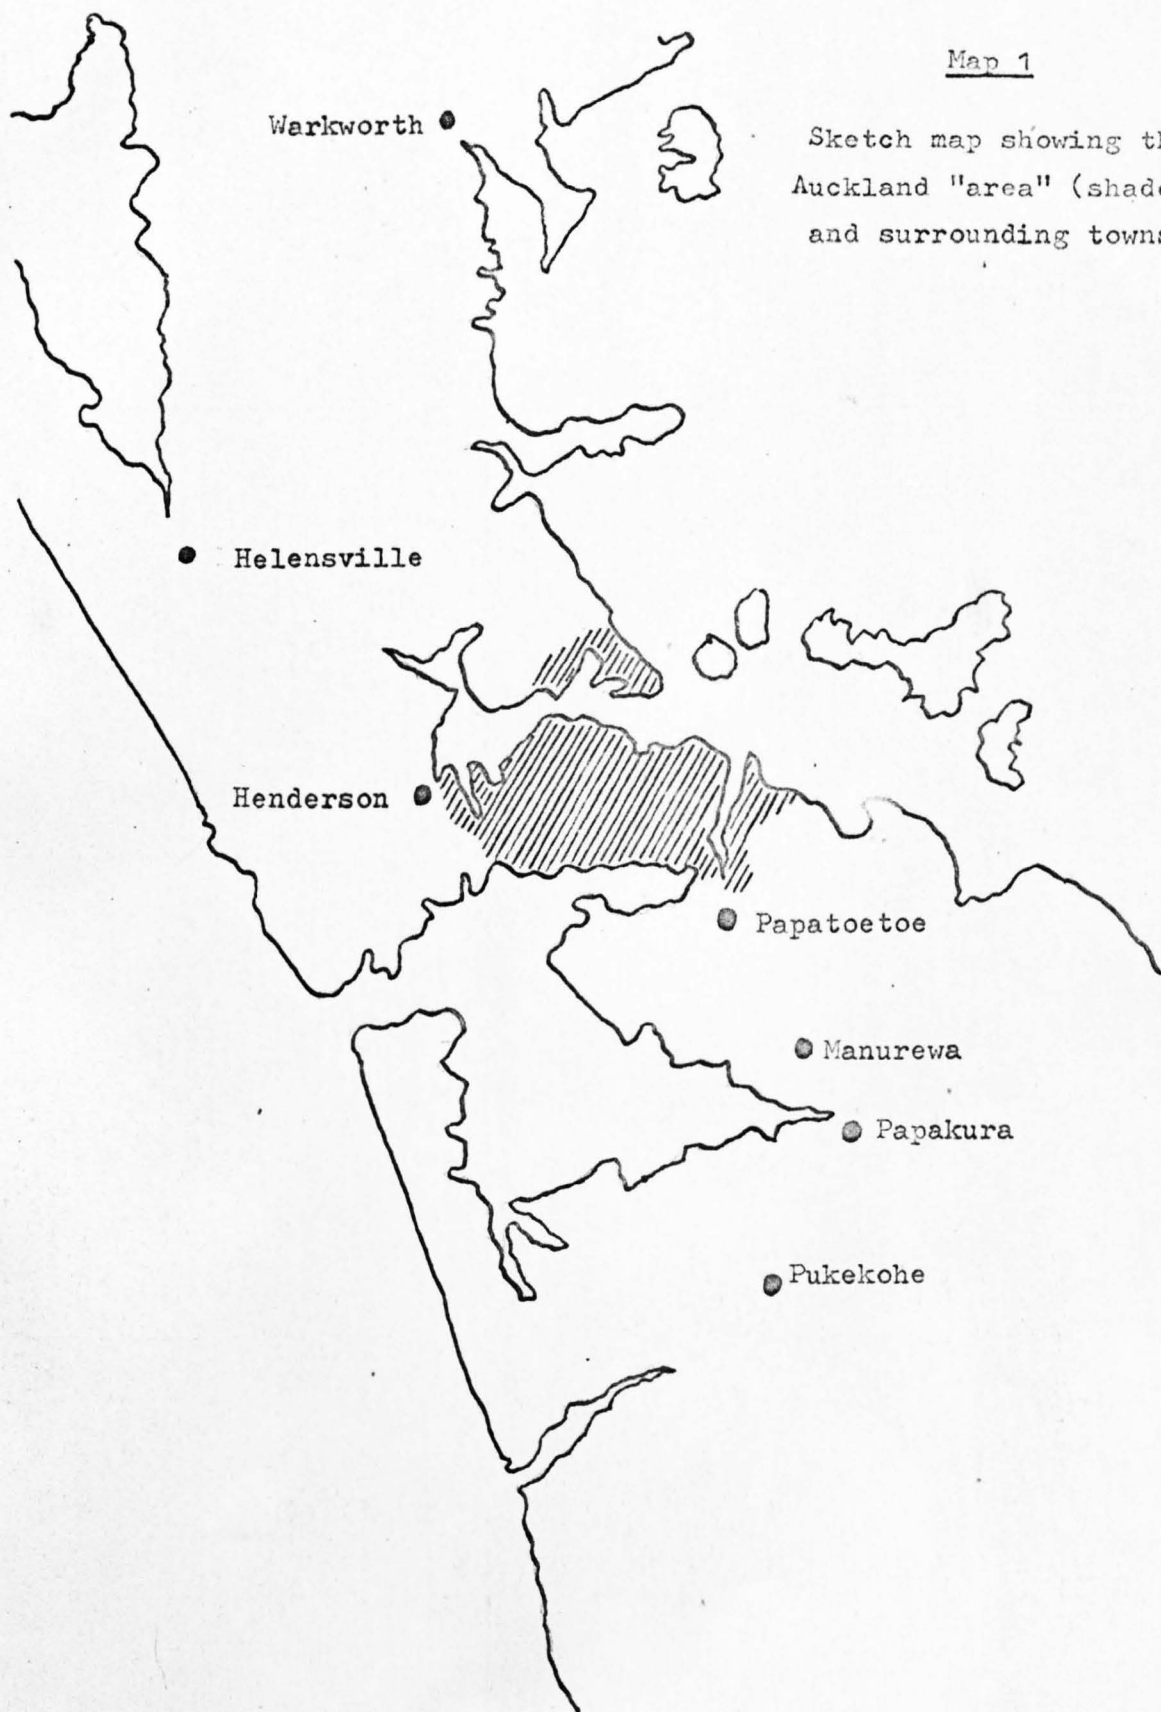 Map 1
Warkworth
Sketch map showing th
Auckland "area" (shade
and surrounding towns
Helensville
Henderson
Papatoetoe
Manurewa
Papakura
Pukekohe